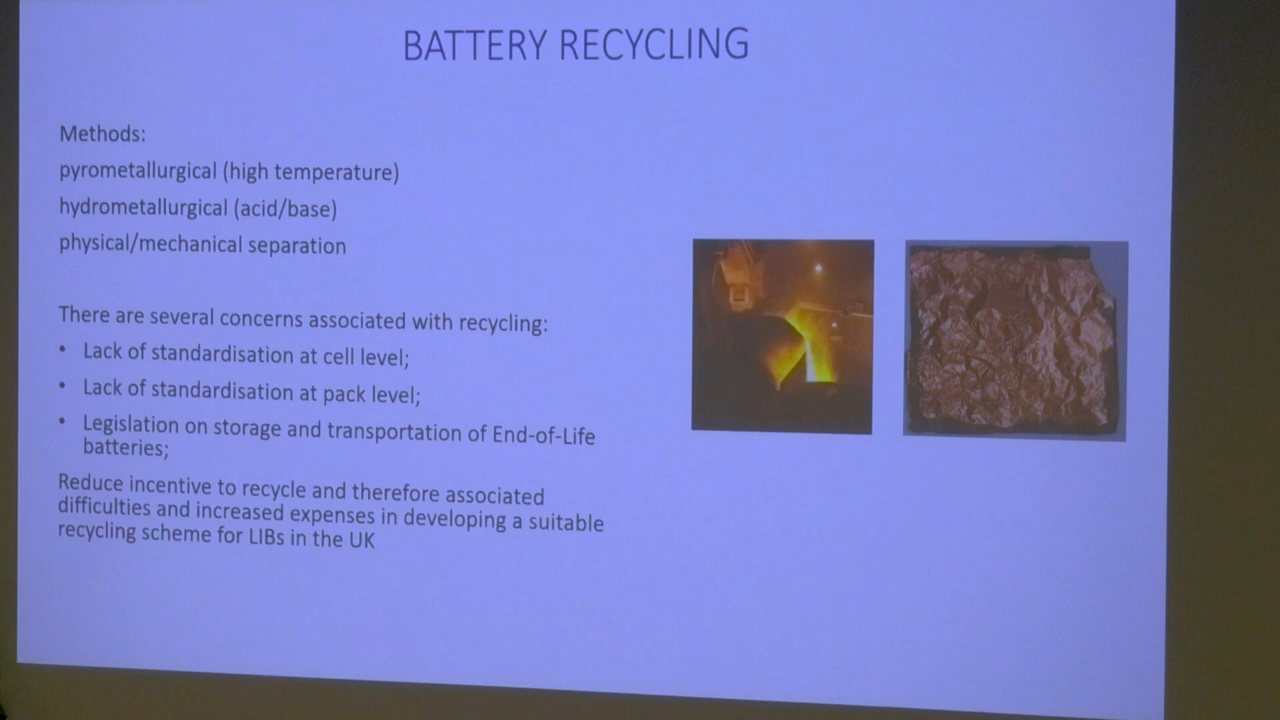 BATTERY RECYCLING
Methods:
pyrometallurgical (high temperature)
hydrometallurgical (acid/base)
physical/mechanical separation
There are several concerns associated with recycling:
• Lack of standardisation at cell level;
• Lack of standardisation at pack level;
• Legislation on storage and transportation of End-of-Life
batteries;
Reduce incentive to recycle and therefore associated
difficulties and increased expenses in developing a suitable
recycling scheme for LIBs in the UK